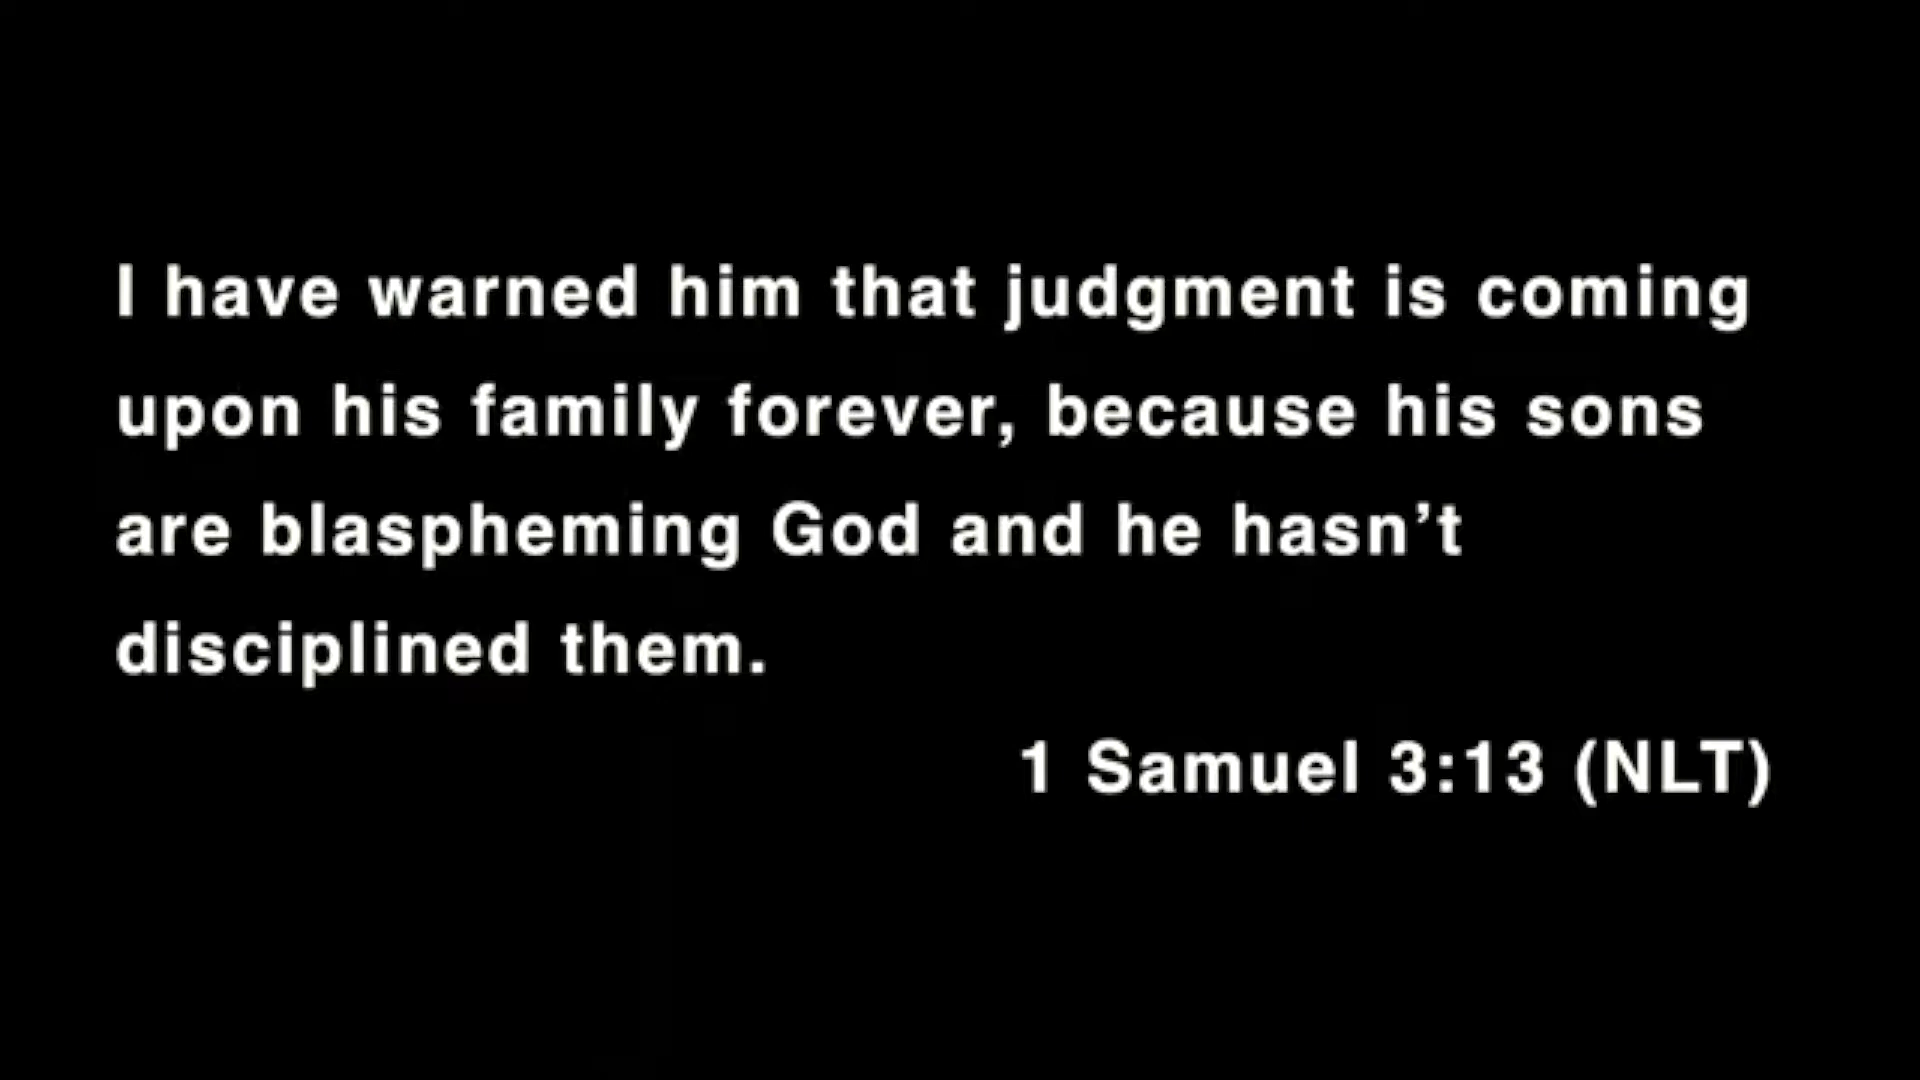 I have warned him that judgment is coming
upon his family forever, because his sons
are blaspheming God and he hasn’t
disciplined them.
1 Samuel 3:13 (NLT)